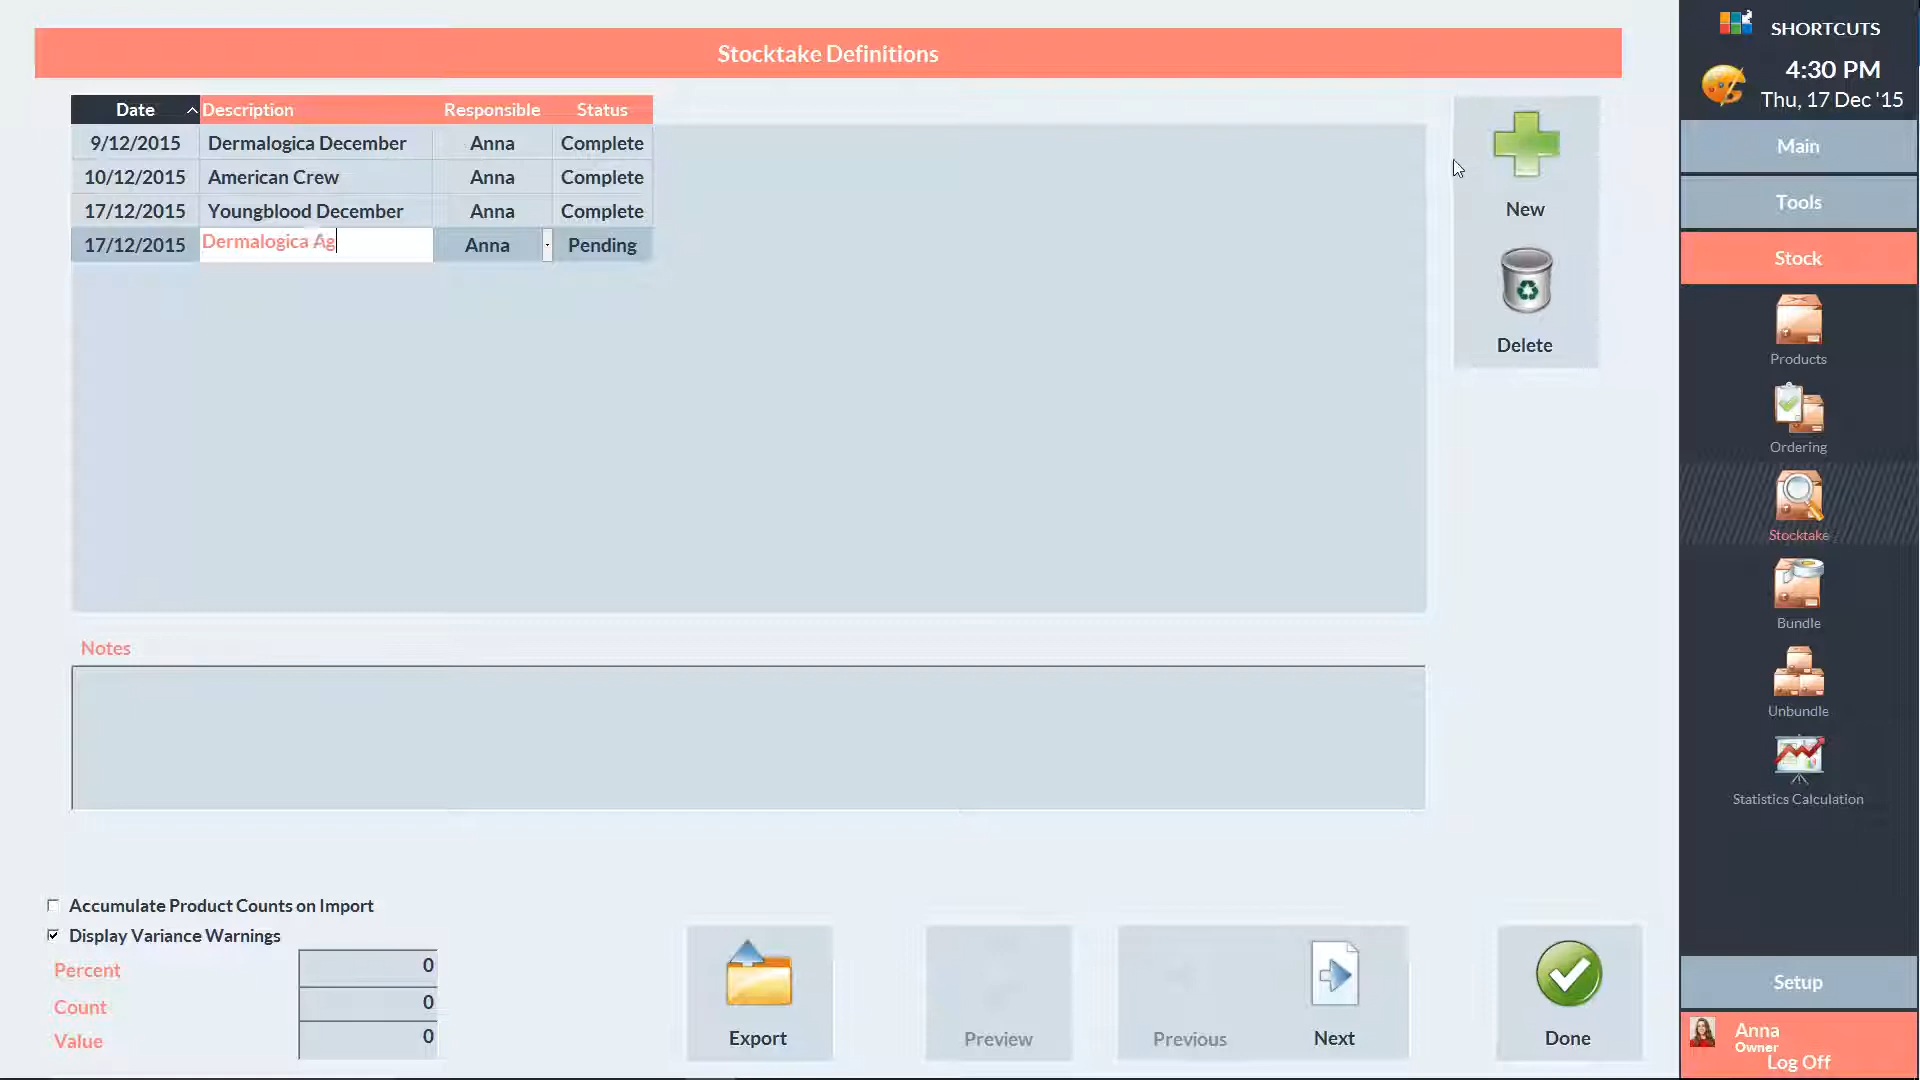 Stocktake Definitions
SHORTCUTS
4:30 PM
Thu, 17 Dec '15
Date Description Responsible Status
9/12/2015 Dermalogica December Anna Complete
10/12/2015 American Crew Anna Complete
17/12/2015 Youngblood December Anna Complete
17/12/2015 Dermalogica Ag Anna Pending
New
Delete
Main
Tools
Stock
Products
Ordering
Stocktake
Bundle
Unbundle
Statistics Calculation
Notes
Accumulate Product Counts on Import
Display Variance Warnings
Percent 0
Count 0
Value 0
Export
Preview
Previous
Next
Done
Setup
Anna
Owner
Log Off